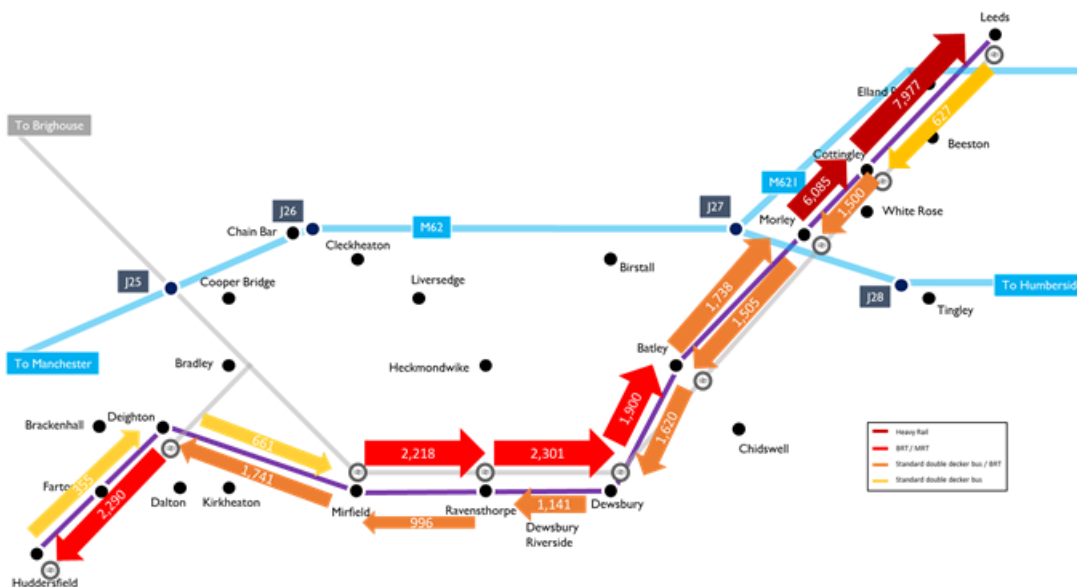 Leeds
7,977
Elland
627
To Brighouse
Beeston
Cottingley
M621
6,085
1,500
J26
J27
White Rose
Chain Bar
M62
Morley
Cleckheaton
Birstall
J25
Cooper Bridge
Liversedge
1,738
1,505
J28
To Humberside
Tingley
To Manchester
Bradley
Heckmondwike
Batley
Brackenhall
Deighton
661
1,900
1,620
Chidswell
Heavy Rail
BRT / MRT
Standard double decker bus / BRT
Standard double decker bus
355
2,218
2,301
1,741
Dalton
Kirkheaton
2,290
Mirfield
Ravensthorpe
1,141
Dewsbury
996
Dewsbury
Riverside
Huddersfield